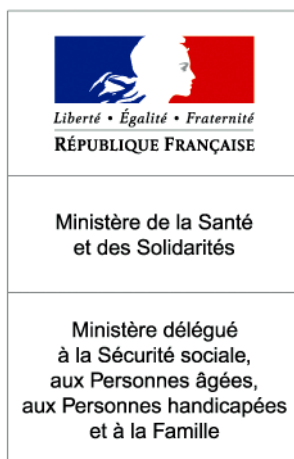 Liberté • Égalité • Fraternité
RÉPUBLIQUE FRANÇAISE
Ministère de la Santé
et des Solidarités
Ministère délégué
à la Sécurité sociale,
aux Personnes âgées,
aux Personnes handicapées
et à la Famille